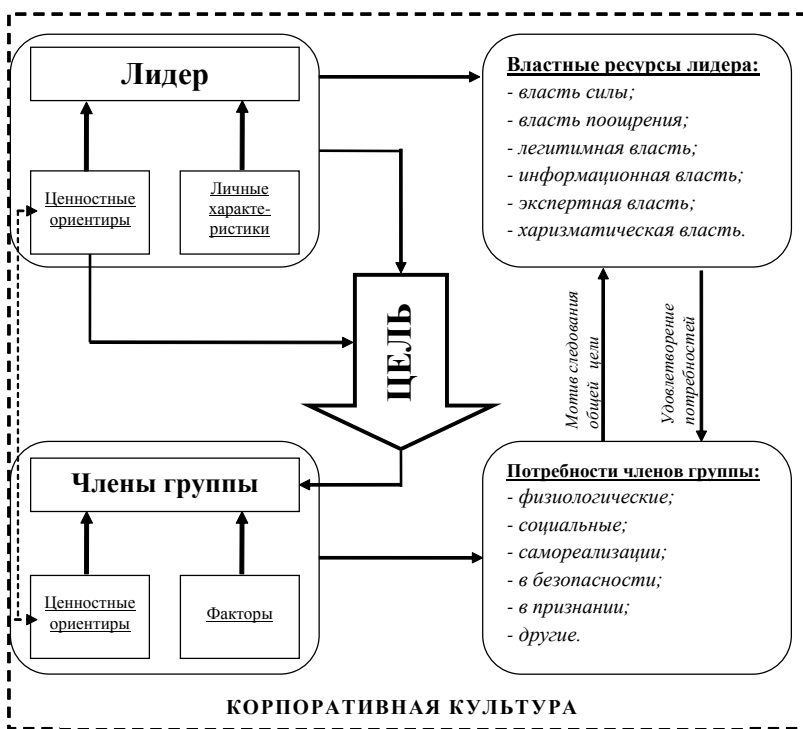 Лидер
Ценностные
ориентиры
Личные
характе-
ристики
Властные ресурсы лидера:
- власть силы;
- власть поощрения;
- легитимная власть;
- информационная власть;
- экспертная власть;
- харизматическая власть.
ЦЕЛЬ
Мотив следования
общей цели
Удовлетворение
потребностей
Члены группы
Ценностные
ориентиры
Факторы
Потребности членов группы:
- физиологические;
- социальные;
- самореализации;
- в безопасности;
- в признании;
- другие.
КОРПОРАТИВНАЯ КУЛЬТУРА